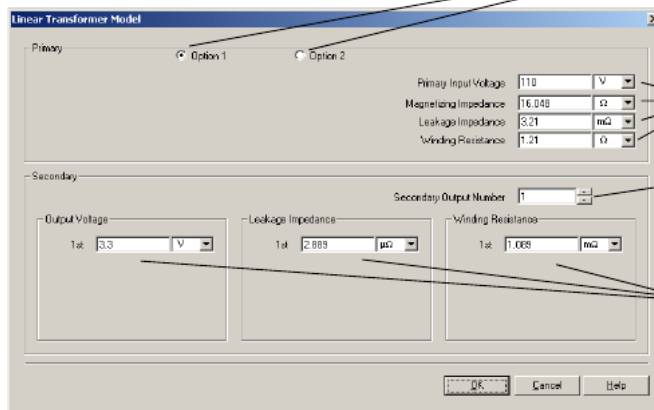 Linear Transformer Model
Primary
Option 1
Option 2
Primary Input Voltage 110 V
Magnetizing Impedance 16.048 Ω
Leakage Impedance 3.21 mΩ
Winding Resistance 1.21 Ω
Secondary
Secondary Output Number 1
Output Voltage
1st 3.3 V
Leakage Impedance
1st 2.889 μΩ
Winding Resistance
1st 1.089 mΩ
OK
Cancel
Help